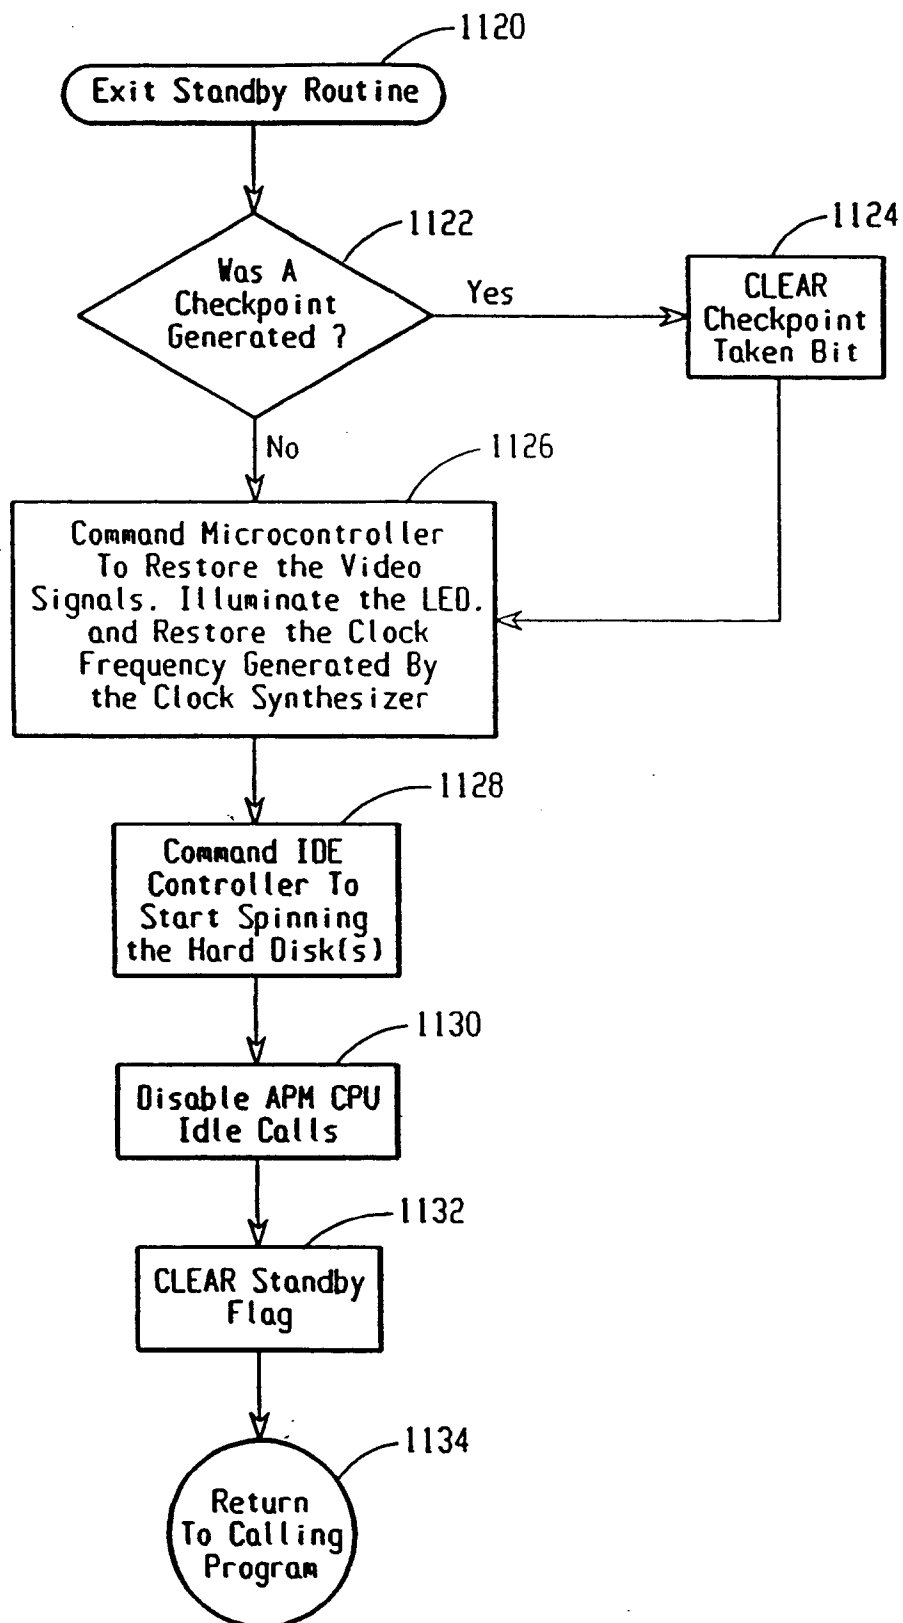 1120
Exit Standby Routine
1122
Was A
Checkpoint
Generated ?
Yes
1124
CLEAR
Checkpoint
Taken Bit
No
1126
Command Microcontroller
To Restore the Video
Signals. Illuminate the LED.
and Restore the Clock
Frequency Generated By
the Clock Synthesizer
1128
Command IDE
Controller To
Start Spinning
the Hard Disk(s)
1130
Disable APM CPU
Idle Calls
1132
CLEAR Standby
Flag
1134
Return
To Calling
Program